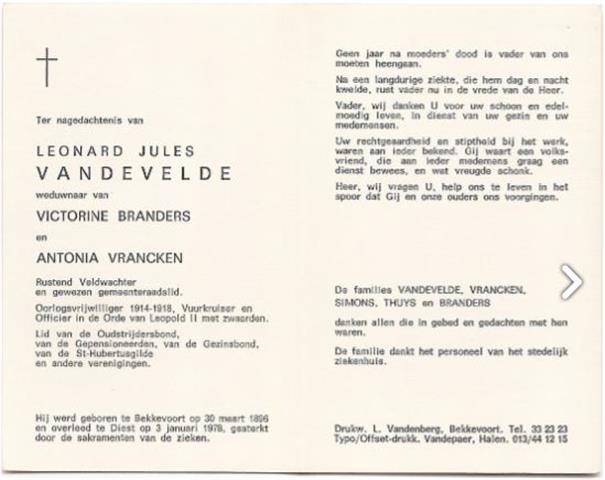 Ter nagedachtenis van
LEONARD JULES
VANDEVELDE
weduwnaar van
VICTORINE BRANDERS
en
ANTONIA VRANCKEN
Rustend Veldwachter
en gewezen gemeenteraadslid.
Oorlogsvrijwilliger 1914-1918, Vuurkruiser en
Officier in de Orde van Leopold II met zwaarden.
Lid van de Oudstrijdersbond,
van de Gepensioneerden, van de Gezinsbond,
van de St-Hubertusgilde
en andere verenigingen.
Hij werd geboren te Bekkevoort op 30 maart 1896
en overleed te Diest op 3 januari 1978, gesterkt
door de sakramenten van de zieken.
Geen jaar na moeders' dood is vader van ons
moeten heengaan.
Na een langdurige ziekte, die hem dag en nacht
kwelde, rust vader nu in de vrede van de Heer.
Vader, wij danken U voor uw schoon en edel-
moedig leven, in dienst van uw gezin en uw
medemensen.
Uw rechtgeaardheid en stiptheid bij het werk,
waren aan ieder bekend. Gij waart een volks-
vriend, die aan ieder medemens graag een
dienst bewees, en wat vreugde schonk.
Heer, wij vragen U, help ons te leven in het
spoor dat Gij en onze ouders ons voorgingen.
De families VANDEVELDE, VRANCKEN,
SIMONS, THUYS en BRANDERS
danken allen die in gebed en gedachten met hen
waren.
De familie dankt het personeel van het stedelijk
ziekenhuis.
Drukw. L. Vandenberg, Bekkevoort. Tel. 33 23 23
Typo/Offset-drukk. Vandepaer, Halen. 013/44 12 15